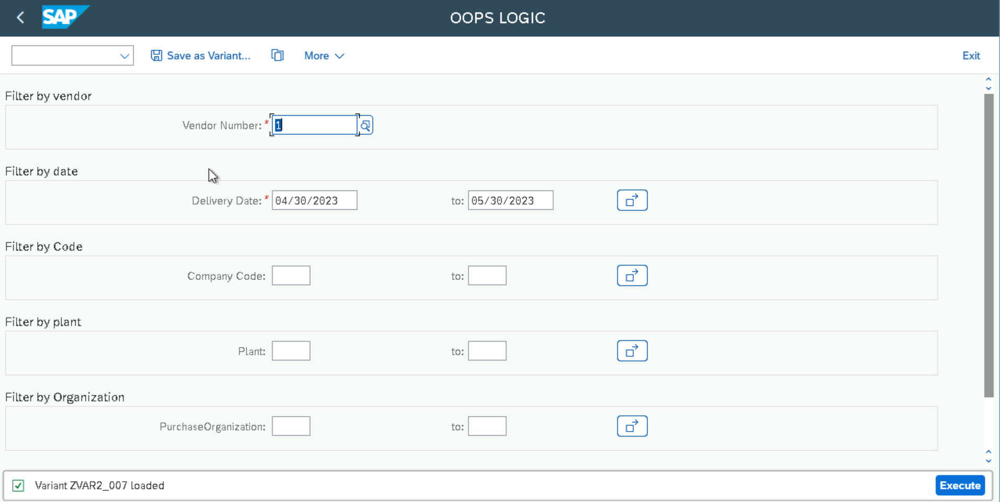 SAP OOPS LOGIC
Save as Variant... More Exit
Filter by vendor
Vendor Number: * 1
Filter by date
Delivery Date: * 04/30/2023 to: 05/30/2023
Filter by Code
Company Code: to:
Filter by plant
Plant: to:
Filter by Organization
PurchaseOrganization: to:
Variant ZVAR2_007 loaded Execute